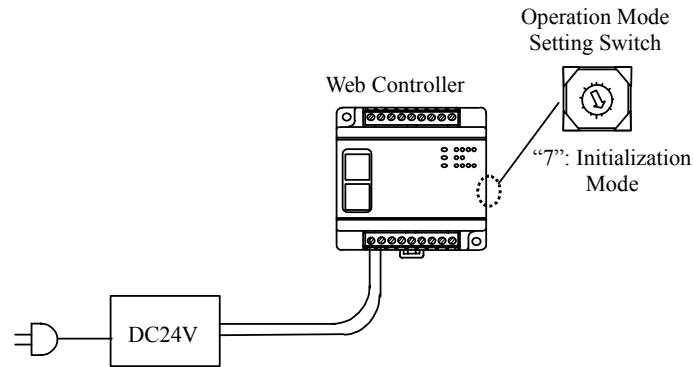 Operation Mode
Setting Switch
Web Controller
“7”: Initialization
Mode
DC24V